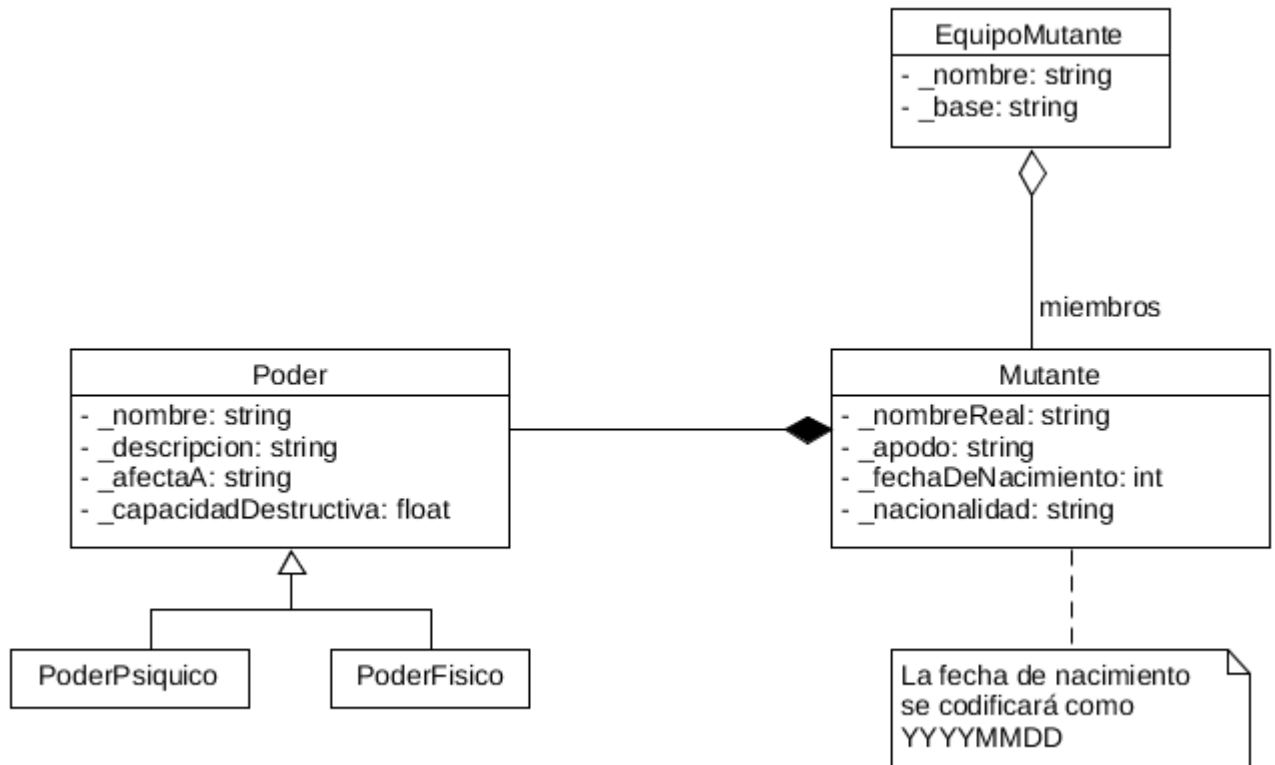 EquipoMutante
- _nombre: string
- _base: string
miembros
Poder
- _nombre: string
- _descripcion: string
- _afectaA: string
- _capacidadDestructiva: float
Mutante
- _nombreReal: string
- _apodo: string
- _fechaDeNacimiento: int
- _nacionalidad: string
PoderPsiquico
PoderFisico
La fecha de nacimiento
se codificará como
YYYYMMDD